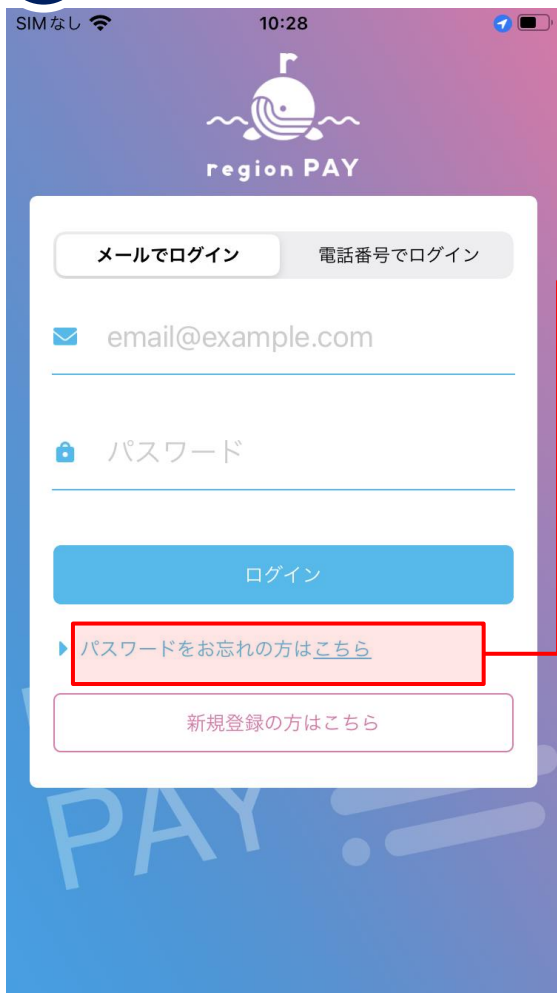 SIMなし 10:28
r
region PAY
メールでログイン 電話番号でログイン
email@example.com
パスワード
ログイン
パスワードをお忘れの方はこちら
新規登録の方はこちら
PAY